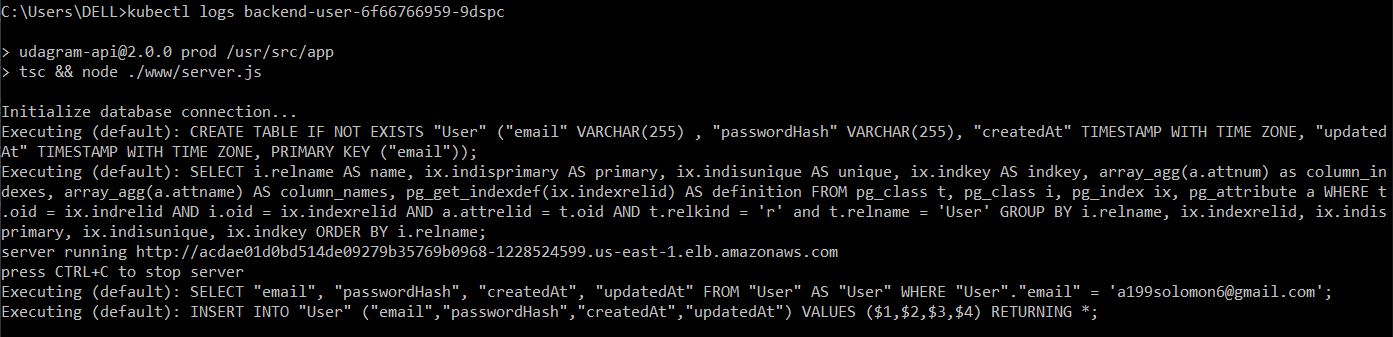 C:\Users\DELL>kubectl logs backend-user-6f66766959-9dspc
> udagram-api@2.0.0 prod /usr/src/app
> tsc && node ./www/server.js
Initialize database connection...
Executing (default): CREATE TABLE IF NOT EXISTS "User" ("email" VARCHAR(255) , "passwordHash" VARCHAR(255), "createdAt" TIMESTAMP WITH TIME ZONE, "updated
At" TIMESTAMP WITH TIME ZONE, PRIMARY KEY ("email"));
Executing (default): SELECT i.relname AS name, ix.indisprimary AS primary, ix.indisunique AS unique, ix.indkey AS indkey, array_agg(a.attnum) as column_in
dexes, array_agg(a.attname) AS column_names, pg_get_indexdef(ix.indexrelid) AS definition FROM pg_class t, pg_class i, pg_index ix, pg_attribute a WHERE t
.oid = ix.indrelid AND i.oid = ix.indexrelid AND a.attrelid = t.oid AND t.relkind = 'r' and t.relname = 'User' GROUP BY i.relname, ix.indexrelid, ix.indis
primary, ix.indisunique, ix.indkey ORDER BY i.relname;
server running http://acdae01d0bd514de09279b35769b0968-1228524599.us-east-1.elb.amazonaws.com
press CTRL+C to stop server
Executing (default): SELECT "email", "passwordHash", "createdAt", "updatedAt" FROM "User" AS "User" WHERE "User"."email" = 'a199solomon6@gmail.com';
Executing (default): INSERT INTO "User" ("email","passwordHash","createdAt","updatedAt") VALUES ($1,$2,$3,$4) RETURNING *;